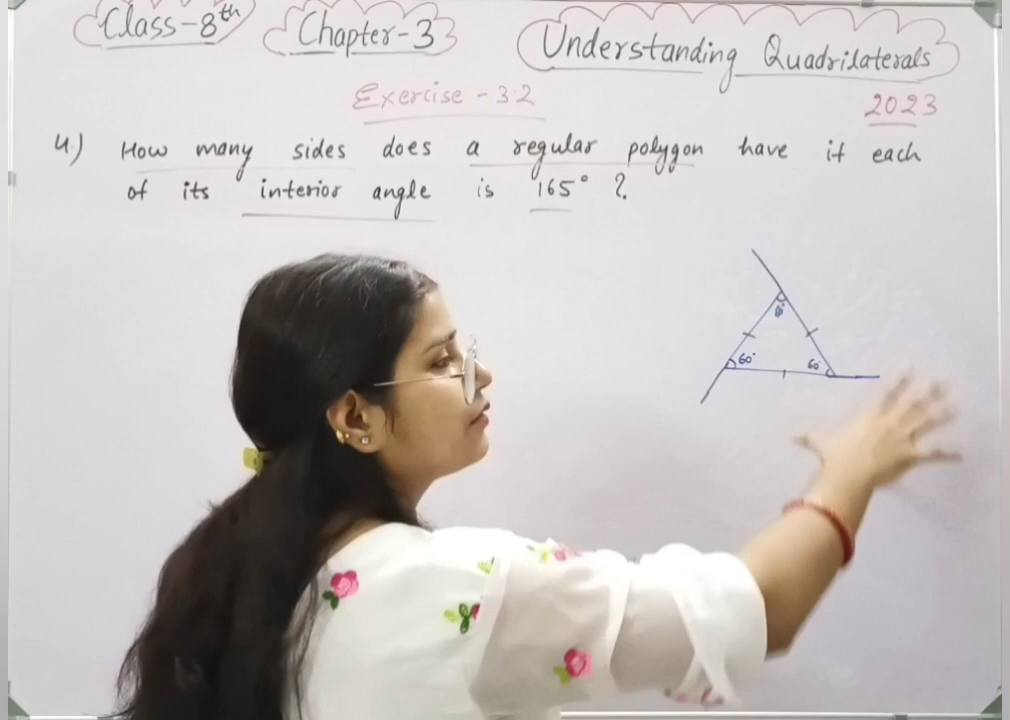 Class-8th Chapter-3 Understanding Quadrilaterals
Exercise - 3.2 2023
4.) How many sides does a regular polygon have if each
of its interior angle is 165° ?
60°
60° 60°